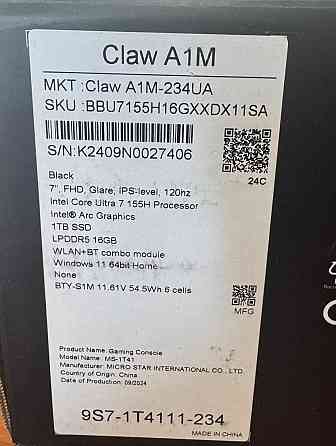 Claw A1M
MKT :Claw A1M-234UA
SKU : BBU7155H16GXXDX11SA
S/N:K2409N0027406
24C
Black
7", FHD, Glare, IPS-level, 120hz
Intel Core Ultra 7 155H Processor
Intel® Arc Graphics
1TB SSD
LPDDR5 16GB
WLAN+BT combo module
Windows 11 64bit Home
None
BTY-S1M 11.61V 54.5Wh 6 cells
MFG
Product Name: Gaming Console
Model Name: MS-1T41
Manufacturer: MICRO STAR INTERNATIONAL CO., LTD.
Country of Origin: China
Date of Production: 09/2024
9S7-1T4111-234
MADE IN CHINA